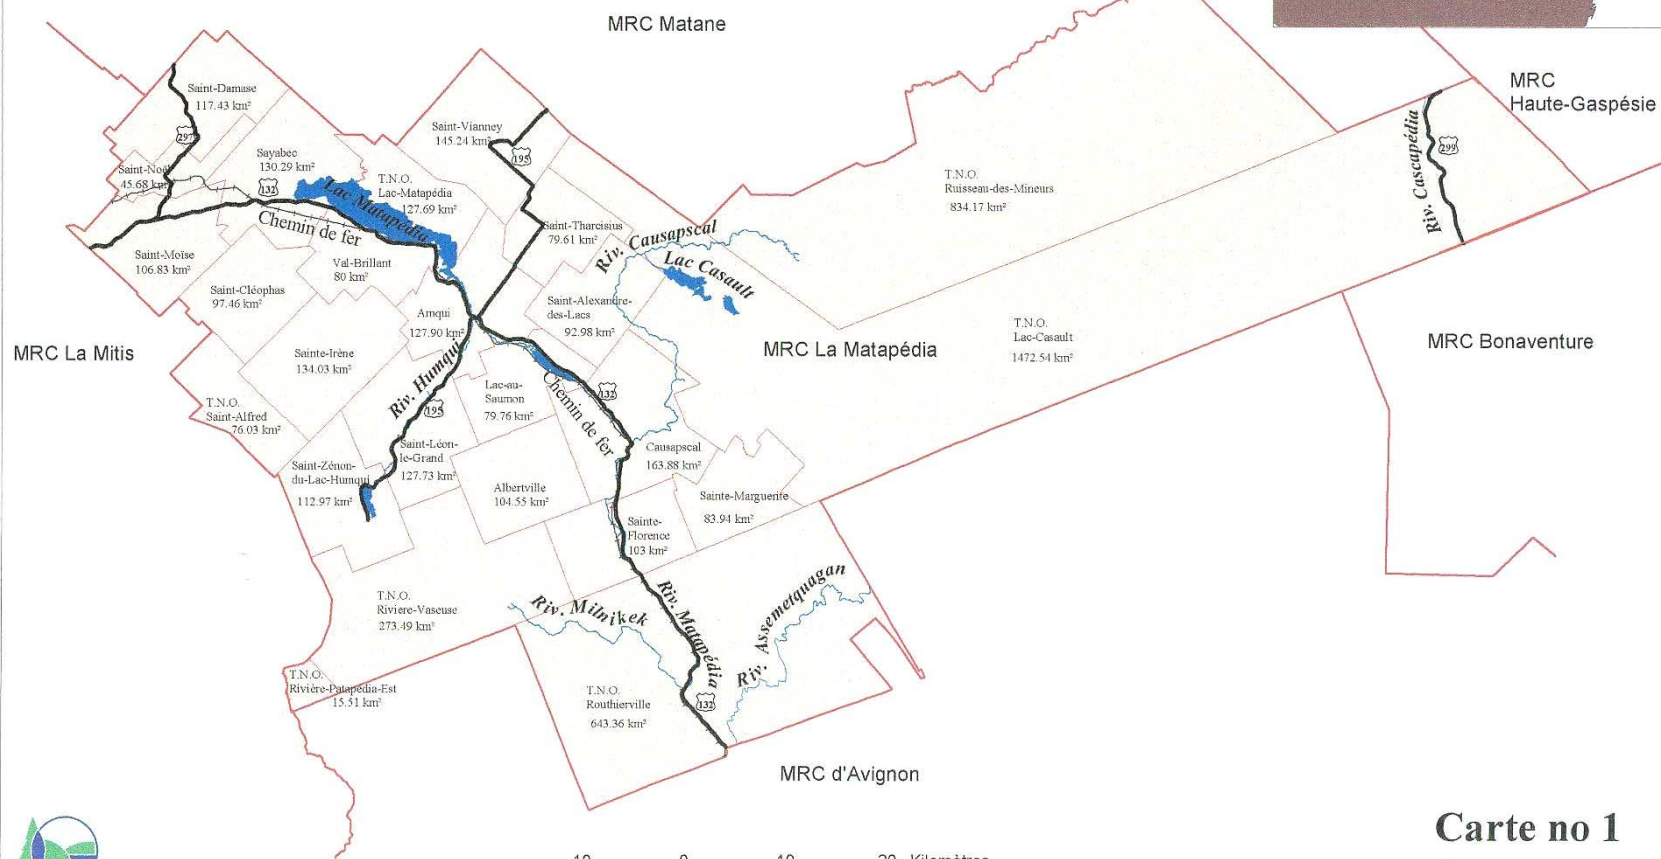 MRC Matane
MRC
Haute-Gaspésie
Saint-Damase
117.43 km²
297
Saint-Vianney
145.24 km²
195
Riv. Cascapédia
299
Saint-Noël
45.68 km²
Sayabec
130.29 km²
132
T.N.O.
Lac-Matapédia
127.69 km²
Lac Matapédia
Chemin de fer
T.N.O.
Ruisseau-des-Mineurs
834.17 km²
Saint-Tharcisius
79.61 km²
Riv. Causapscal
Lac Casault
Saint-Moïse
106.83 km²
Val-Brillant
80 km²
Saint-Cléophas
97.46 km²
Amqui
127.90 km²
Saint-Alexandre-
des-Lacs
92.98 km²
T.N.O.
Lac-Casault
1472.54 km²
MRC La Mitis
MRC La Matapédia
MRC Bonaventure
Sainte-Irène
134.03 km²
Riv. Humqui
195
Lac-au-
Saumon
79.76 km²
Chemin de fer
132
T.N.O.
Saint-Alfred
76.03 km²
Saint-Léon-
le-Grand
127.73 km²
Causapscal
163.88 km²
Saint-Zénon-
du-Lac-Humqui
112.97 km²
Albertville
104.55 km²
Sainte-Marguerite
83.94 km²
Sainte-
Florence
103 km²
T.N.O.
Riviere-Vaseuse
273.49 km²
Riv. Milnikek
Riv. Matapédia
Riv. Assemetquagan
T.N.O.
Rivière-Patapédia-Est
15.51 km²
T.N.O.
Routhierville
643.36 km²
132
MRC d'Avignon
Carte no 1
10 0 10 20 Kilomètres